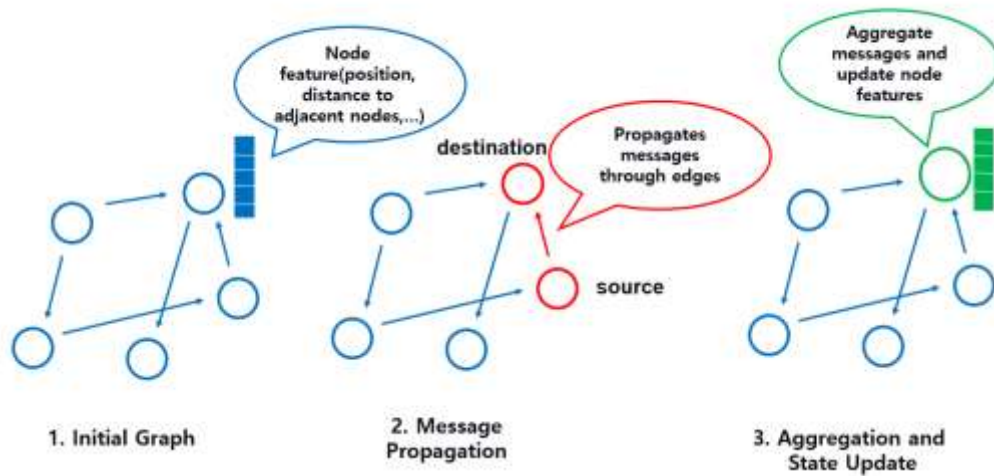 Node
feature(position,
distance to
adjacent nodes,...)
destination
Propagates
messages
through edges
source
Aggregate
messages and
update node
features
1. Initial Graph
2. Message
Propagation
3. Aggregation and
State Update